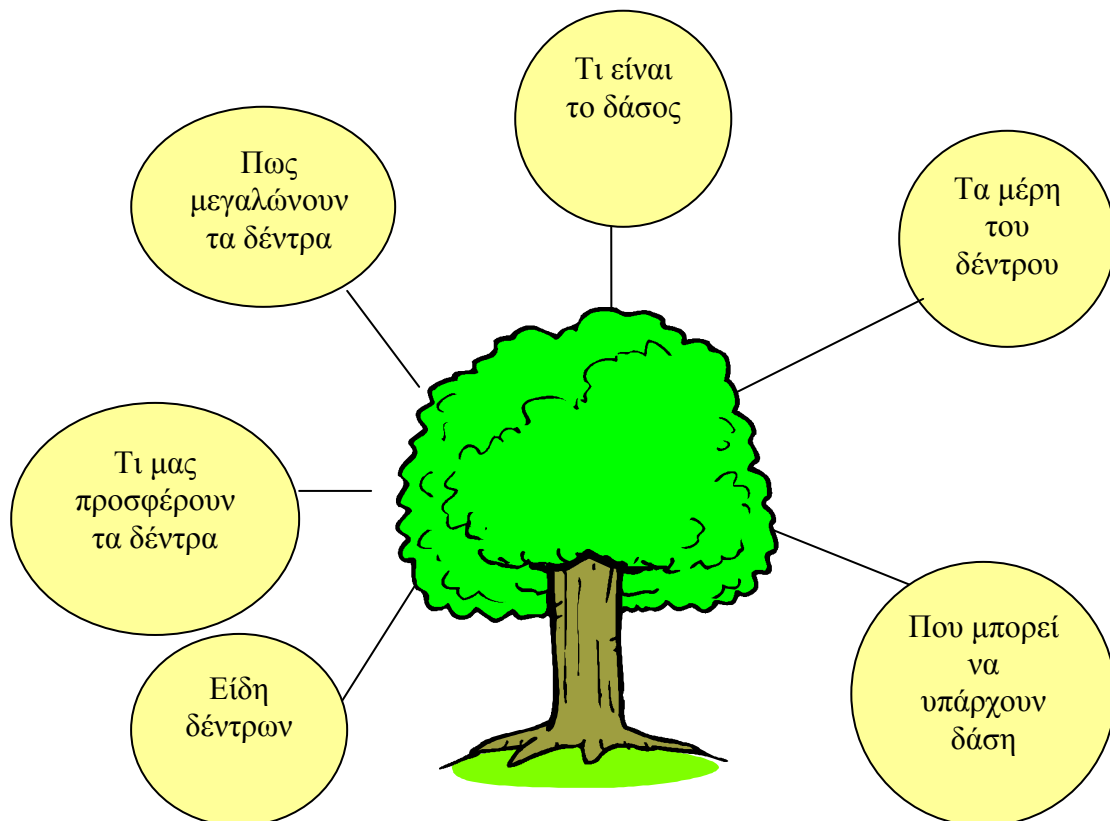 Τι είναι
το δάσος
Πως
μεγαλώνουν
τα δέντρα
Τα μέρη
του
δέντρου
Τι μας
προσφέρουν
τα δέντρα
Που μπορεί
να
υπάρχουν
δάση
Είδη
δέντρων